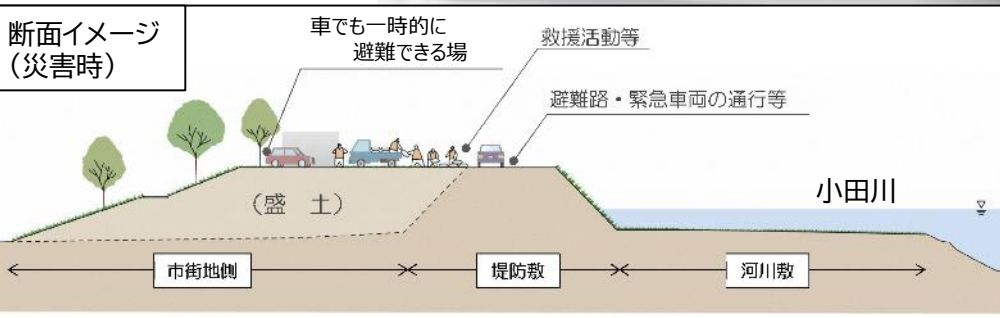 断面イメージ
（災害時）
車でも一時的に
避難できる場
救援活動等
避難路・緊急車両の通行等
（盛　土）
小田川
市街地側
堤防敷
河川敷